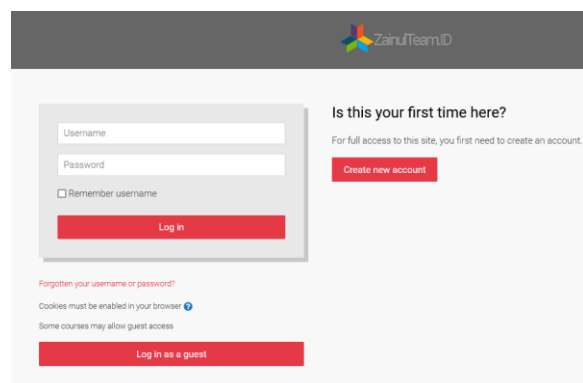 ZainulTeam.ID
Username
Password
Remember username
Log in
Forgotten your username or password?
Cookies must be enabled in your browser ?
Some courses may allow guest access
Log in as a guest
Is this your first time here?
For full access to this site, you first need to create an account.
Create new account